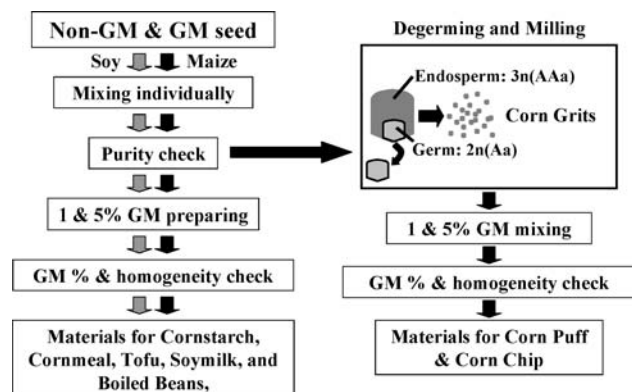 Non-GM & GM seed
Soy
Maize
Mixing individually
Purity check
1 & 5% GM preparing
GM % & homogeneity check
Materials for Cornstarch,
Cornmeal, Tofu, Soymilk, and
Boiled Beans,
Degerming and Milling
Endosperm: 3n(AAa)
Corn Grits
Germ: 2n(Aa)
1 & 5% GM mixing
GM % & homogeneity check
Materials for Corn Puff
& Corn Chip